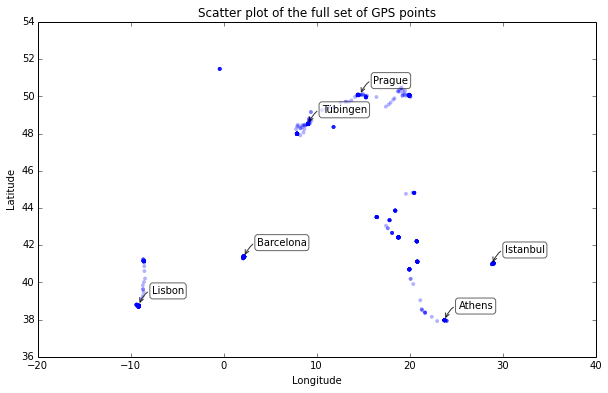 Scatter plot of the full set of GPS points
54
52
50
48
46
44
42
40
38
36
Latitude
Prague
Tübingen
Barcelona
Istanbul
Lisbon
Athens
−20
−10
0
10
20
30
40
Longitude